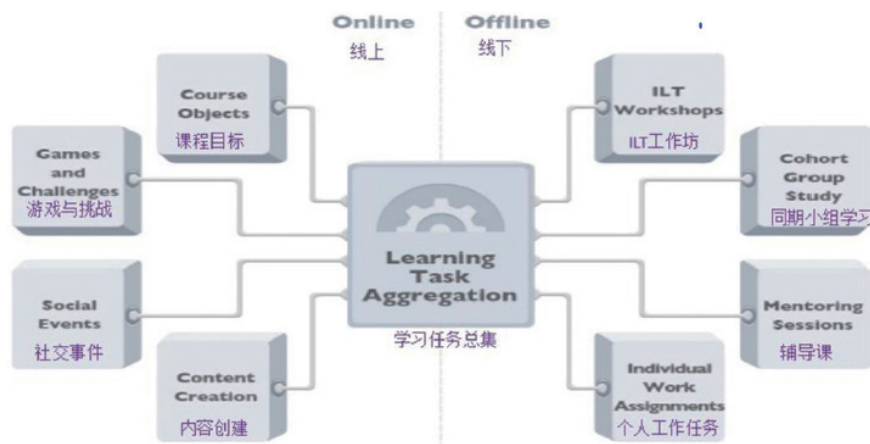 Online
线上
Offline
线下
Course
Objects
课程目标
Games
and
Challenges
游戏与挑战
Social
Events
社交事件
Content
Creation
内容创建
Learning
Task
Aggregation
学习任务总集
ILT
Workshops
ILT工作坊
Cohort
Group
Study
同期小组学习
Mentoring
Sessions
辅导课
Individual
Work
Assignments
个人工作任务